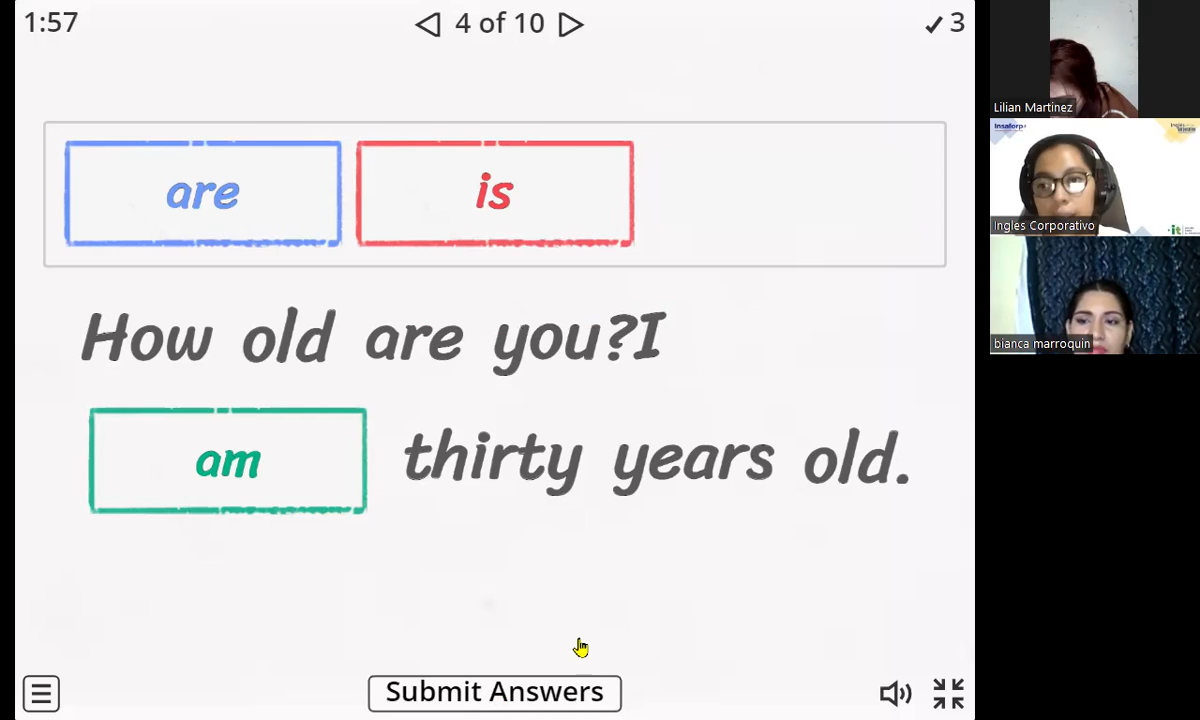 1:57
4 of 10
3
are
is
How old are you?I
am thirty years old.
Submit Answers
Lilian Martinez
insaforp
Ingles Corporativo
it
bianca marroquin